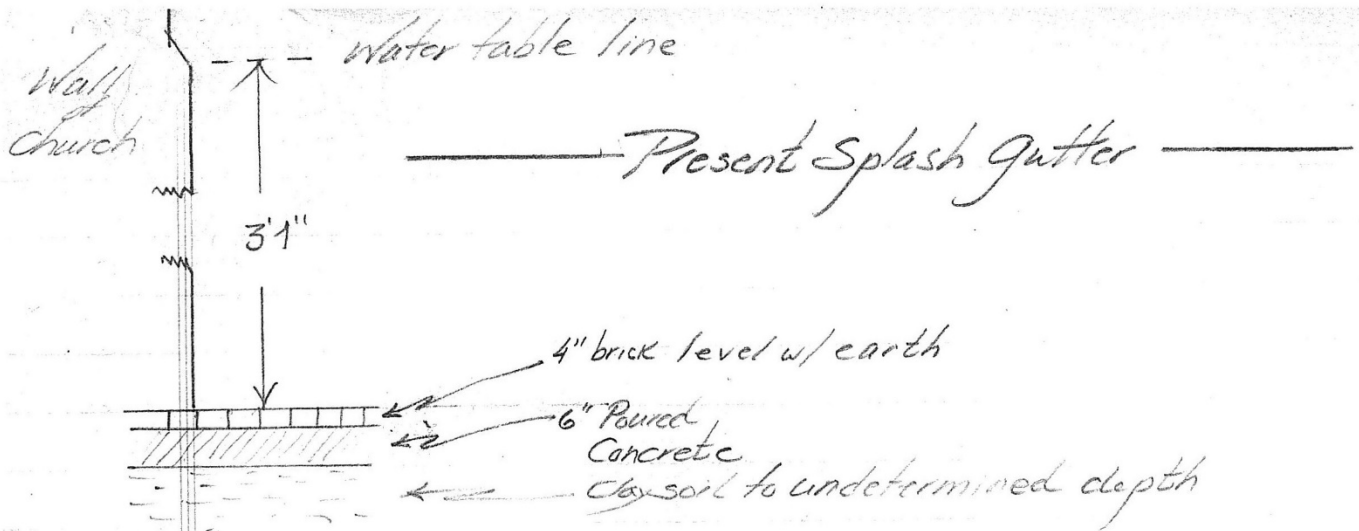 Water table line
Wall
of
Church
Present Splash Gutter
3'1"
4" brick level w/ earth
6" Poured
Concrete
Clay soil to undetermined depth